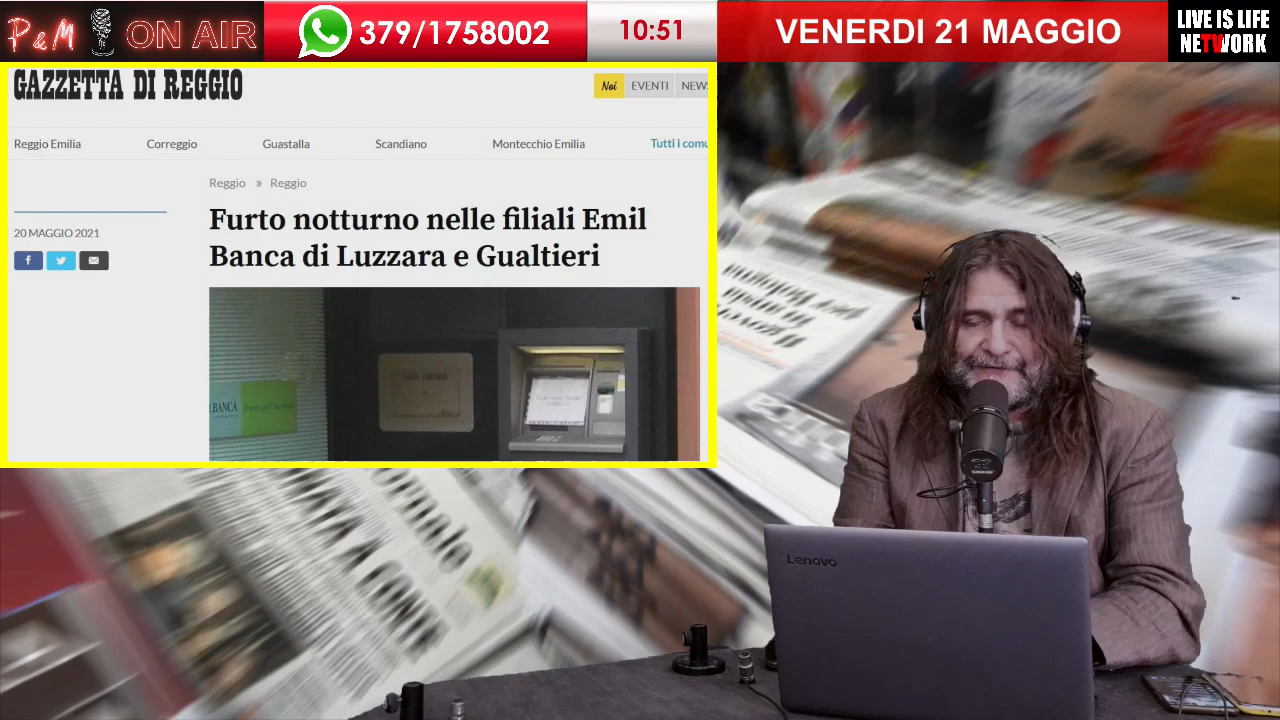 P&M ON AIR
379/1758002
10:51
VENERDI 21 MAGGIO
LIVE IS LIFE
NETWORK
GAZZETTA DI REGGIO
Noi EVENTI NEWS
Reggio Emilia Correggio Guastalla Scandiano Montecchio Emilia Tutti i comu
Reggio » Reggio
20 MAGGIO 2021
Furto notturno nelle filiali Emil
Banca di Luzzara e Gualtieri
BANCA
Lenovo